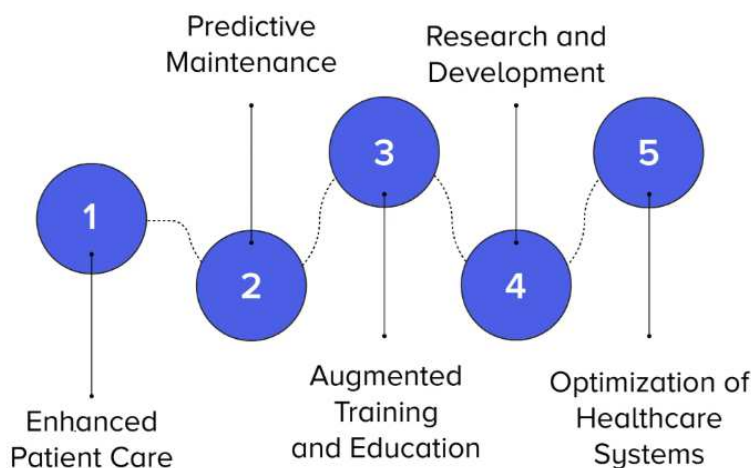 1
Enhanced
Patient Care
2
Predictive
Maintenance
3
Augmented
Training
and Education
4
Research and
Development
5
Optimization of
Healthcare
Systems